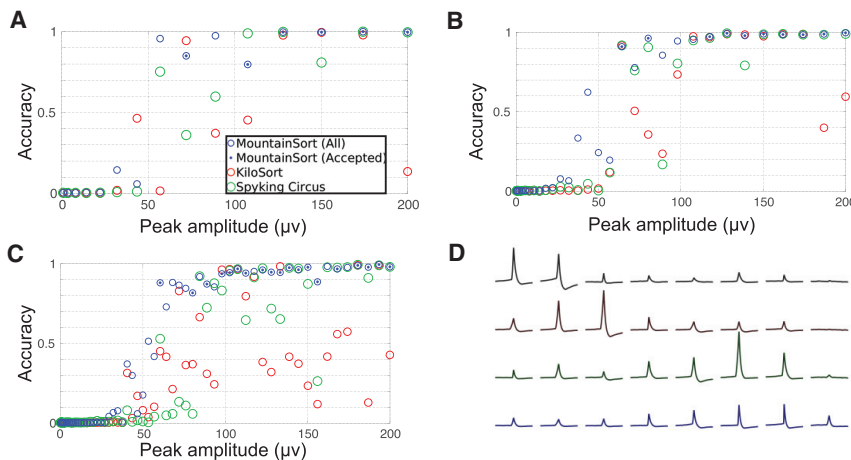 A
1
0.5
Accuracy
0
50
100
150
200
Peak amplitude (μv)
MountainSort (All)
MountainSort (Accepted)
KiloSort
Spyking Circus
B
1
0.5
Accuracy
0
0
50
100
150
200
Peak amplitude (μv)
C
1
0.5
Accuracy
0
0
50
100
150
200
Peak amplitude (μv)
D